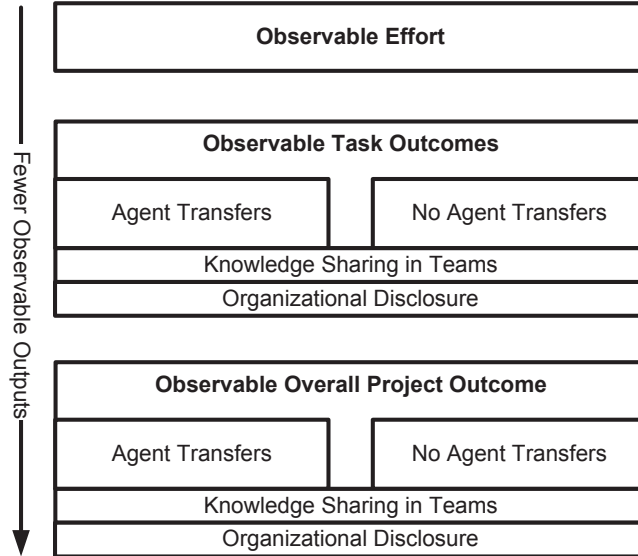 Observable Effort
Observable Task Outcomes
Agent Transfers
No Agent Transfers
Knowledge Sharing in Teams
Organizational Disclosure
Observable Overall Project Outcome
Agent Transfers
No Agent Transfers
Knowledge Sharing in Teams
Organizational Disclosure
Fewer Observable Outputs